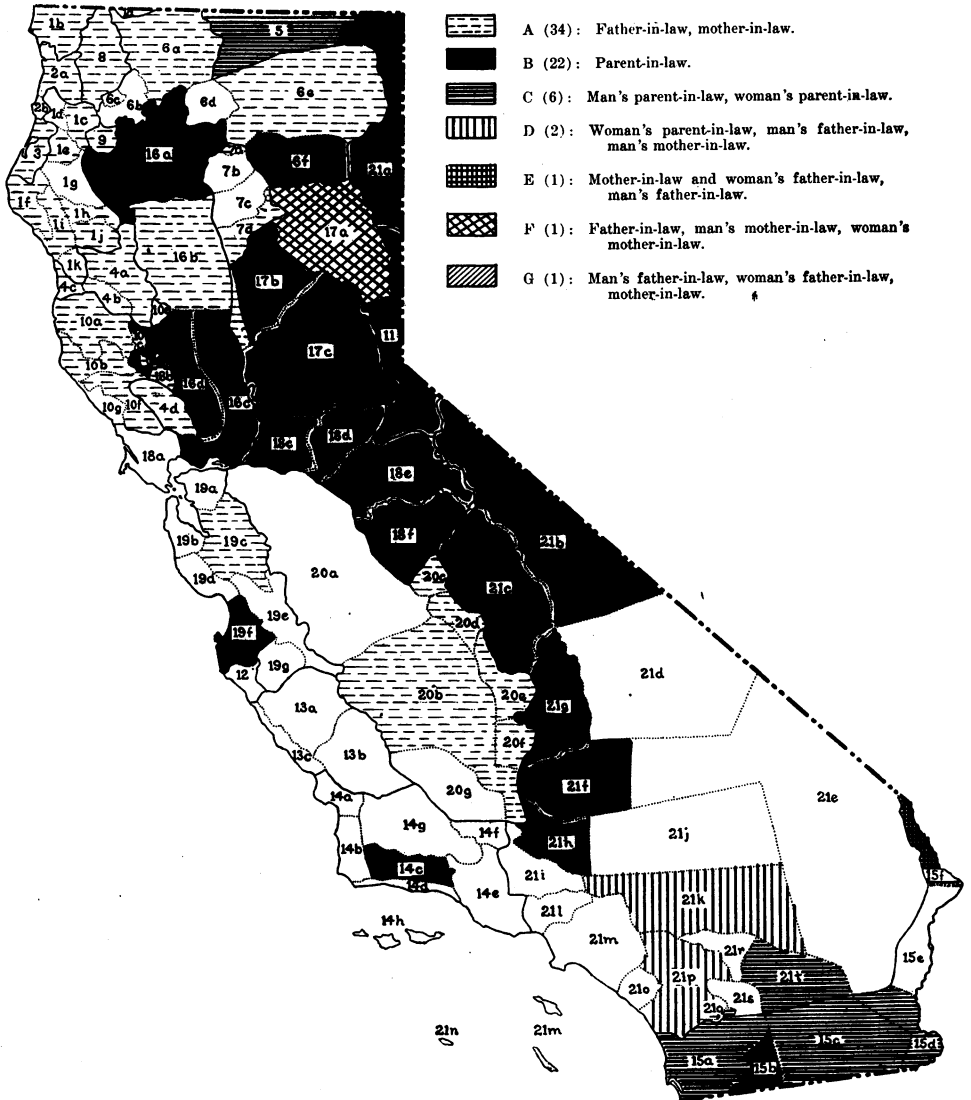 A (34): Father-in-law, mother-in-law.
B (22): Parent-in-law.
C (6): Man's parent-in-law, woman's parent-in-law.
D (2): Woman's parent-in-law, man's father-in-law,
man's mother-in-law.
E (1): Mother-in-law and woman's father-in-law,
man's father-in-law.
F (1): Father-in-law, man's mother-in-law, woman's
mother-in-law.
G (1): Man's father-in-law, woman's father-in-law,
mother-in-law.
1b
5
8
6a
2a
6c
6b
6d
6e
2b
1d
1c
9
3
1e
16a
6f
21a
7b
1g
1f
7c
1h
1i
1j
7d
17a
1k
4a
16b
4c
4b
17b
10a
11
17c
10b
18b
16d
16c
10g
10f
4d
18c
18d
18a
18e
19a
18f
19b
19c
21b
20a
20c
19d
21c
19e
20d
19f
12
19g
21d
20b
20e
13a
21g
13c
13b
20f
20g
21f
21e
14a
14g
14f
21j
14b
21h
14c
14d
14e
21i
15f
21k
21l
14h
21m
21r
15e
21p
21t
21o
21s
21q
21n
21m
15a
15c
15d
15b